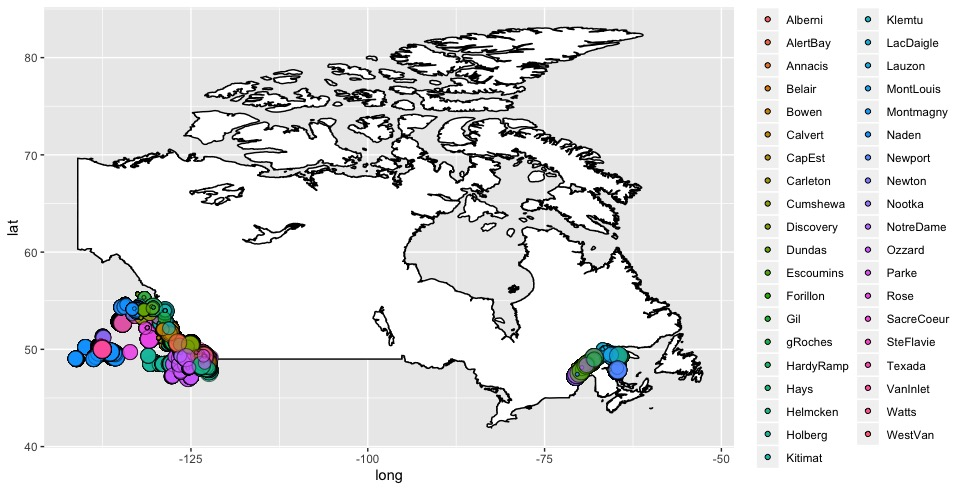 80
70
60
50
40
lat
-125
-100
-75
-50
long
Alberni
AlertBay
Annacis
Belair
Bowen
Calvert
CapEst
Carleton
Cumshewa
Discovery
Dundas
Escoumins
Forillon
Gil
gRoches
HardyRamp
Hays
Helmcken
Holberg
Kitimat
Klemtu
LacDaigle
Lauzon
MontLouis
Montmagny
Naden
Newport
Newton
Nootka
NotreDame
Ozzard
Parke
Rose
SacreCoeur
SteFlavie
Texada
VanInlet
Watts
WestVan